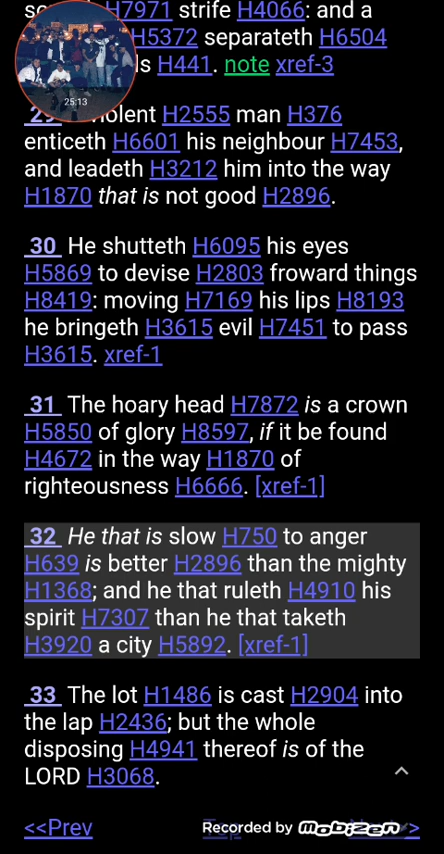 H7971 strife H4066: and a
H5372 separateth H6504
H441. note xref-3
25:13
man
H2555 man H376
enticeth H6601 his neighbour H7453,
and leadeth H3212 him into the way
H1870 that is not good H2896.
30 He shutteth H6095 his eyes
H5869 to devise H2803 froward things
H8419: moving H7169 his lips H8193
he bringeth H3615 evil H7451 to pass
H3615. xref-1
31 The hoary head H7872 is a crown
H5850 of glory H8597, if it be found
H4672 in the way H1870 of
righteousness H6666. [xref-1]
32 He that is slow H750 to anger
H639 is better H2896 than the mighty
H1368; and he that ruleth H4910 his
spirit H7307 than he that taketh
H3920 a city H5892. [xref-1]
33 The lot H1486 is cast H2904 into
the lap H2436; but the whole
disposing H4941 thereof is of the
LORD H3068.
<<Prev
Recorded by Mobizen